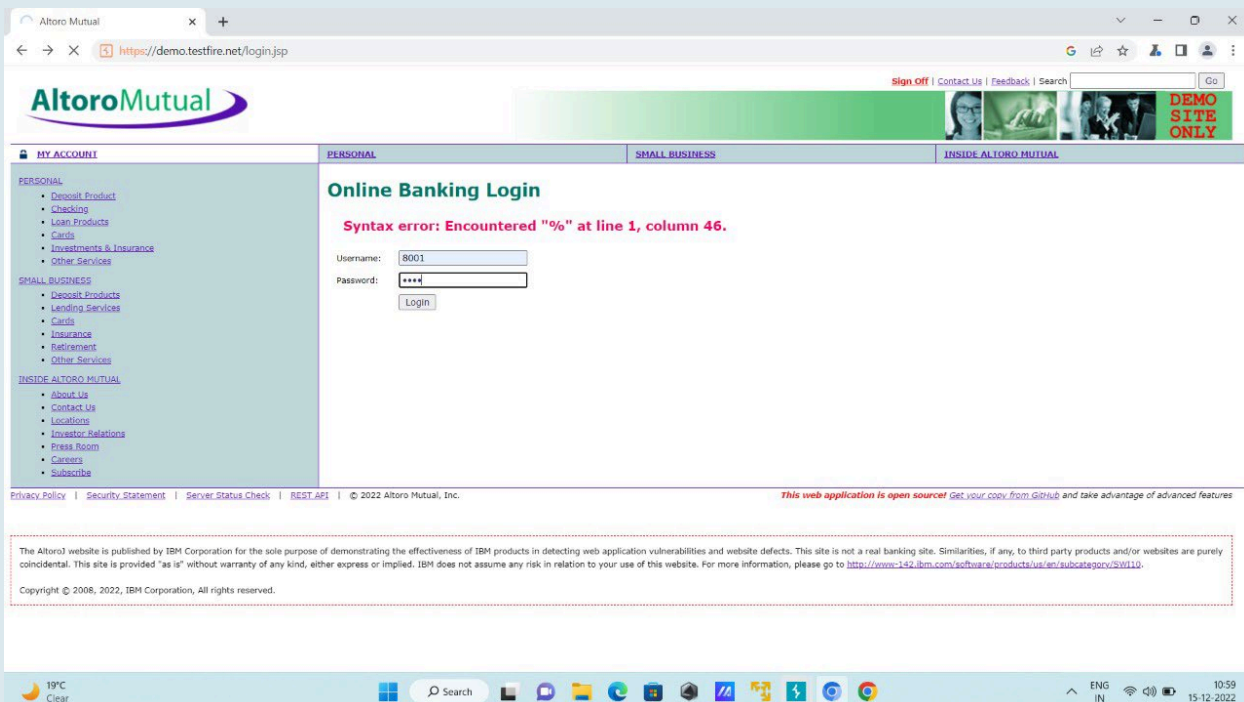 Altoro Mutual
https://demo.testfire.net/login.jsp
Sign Off | Contact Us | Feedback | Search Go
AltoroMutual
DEMO
SITE
ONLY
MY ACCOUNT PERSONAL SMALL BUSINESS INSIDE ALTORO MUTUAL
PERSONAL
Deposit Product
Checking
Loan Products
Cards
Investments & Insurance
Other Services
SMALL BUSINESS
Deposit Products
Lending Services
Cards
Insurance
Retirement
Other Services
INSIDE ALTORO MUTUAL
About Us
Contact Us
Locations
Investor Relations
Press Room
Careers
Subscribe
Online Banking Login
Syntax error: Encountered "%" at line 1, column 46.
Username: 8001
Password: ••••
Login
Privacy Policy | Security Statement | Server Status Check | REST API | © 2022 Altoro Mutual, Inc.
This web application is open source! Get your copy from GitHub and take advantage of advanced features
The AltoroJ website is published by IBM Corporation for the sole purpose of demonstrating the effectiveness of IBM products in detecting web application vulnerabilities and website defects. This site is not a real banking site. Similarities, if any, to third party products and/or websites are purely
coincidental. This site is provided "as is" without warranty of any kind, either express or implied. IBM does not assume any risk in relation to your use of this website. For more information, please go to http://www-142.ibm.com/software/products/us/en/subcategory/SWI10.
Copyright © 2008, 2022, IBM Corporation, All rights reserved.
19°C
Clear
Search
ENG
IN
10:59
15-12-2022